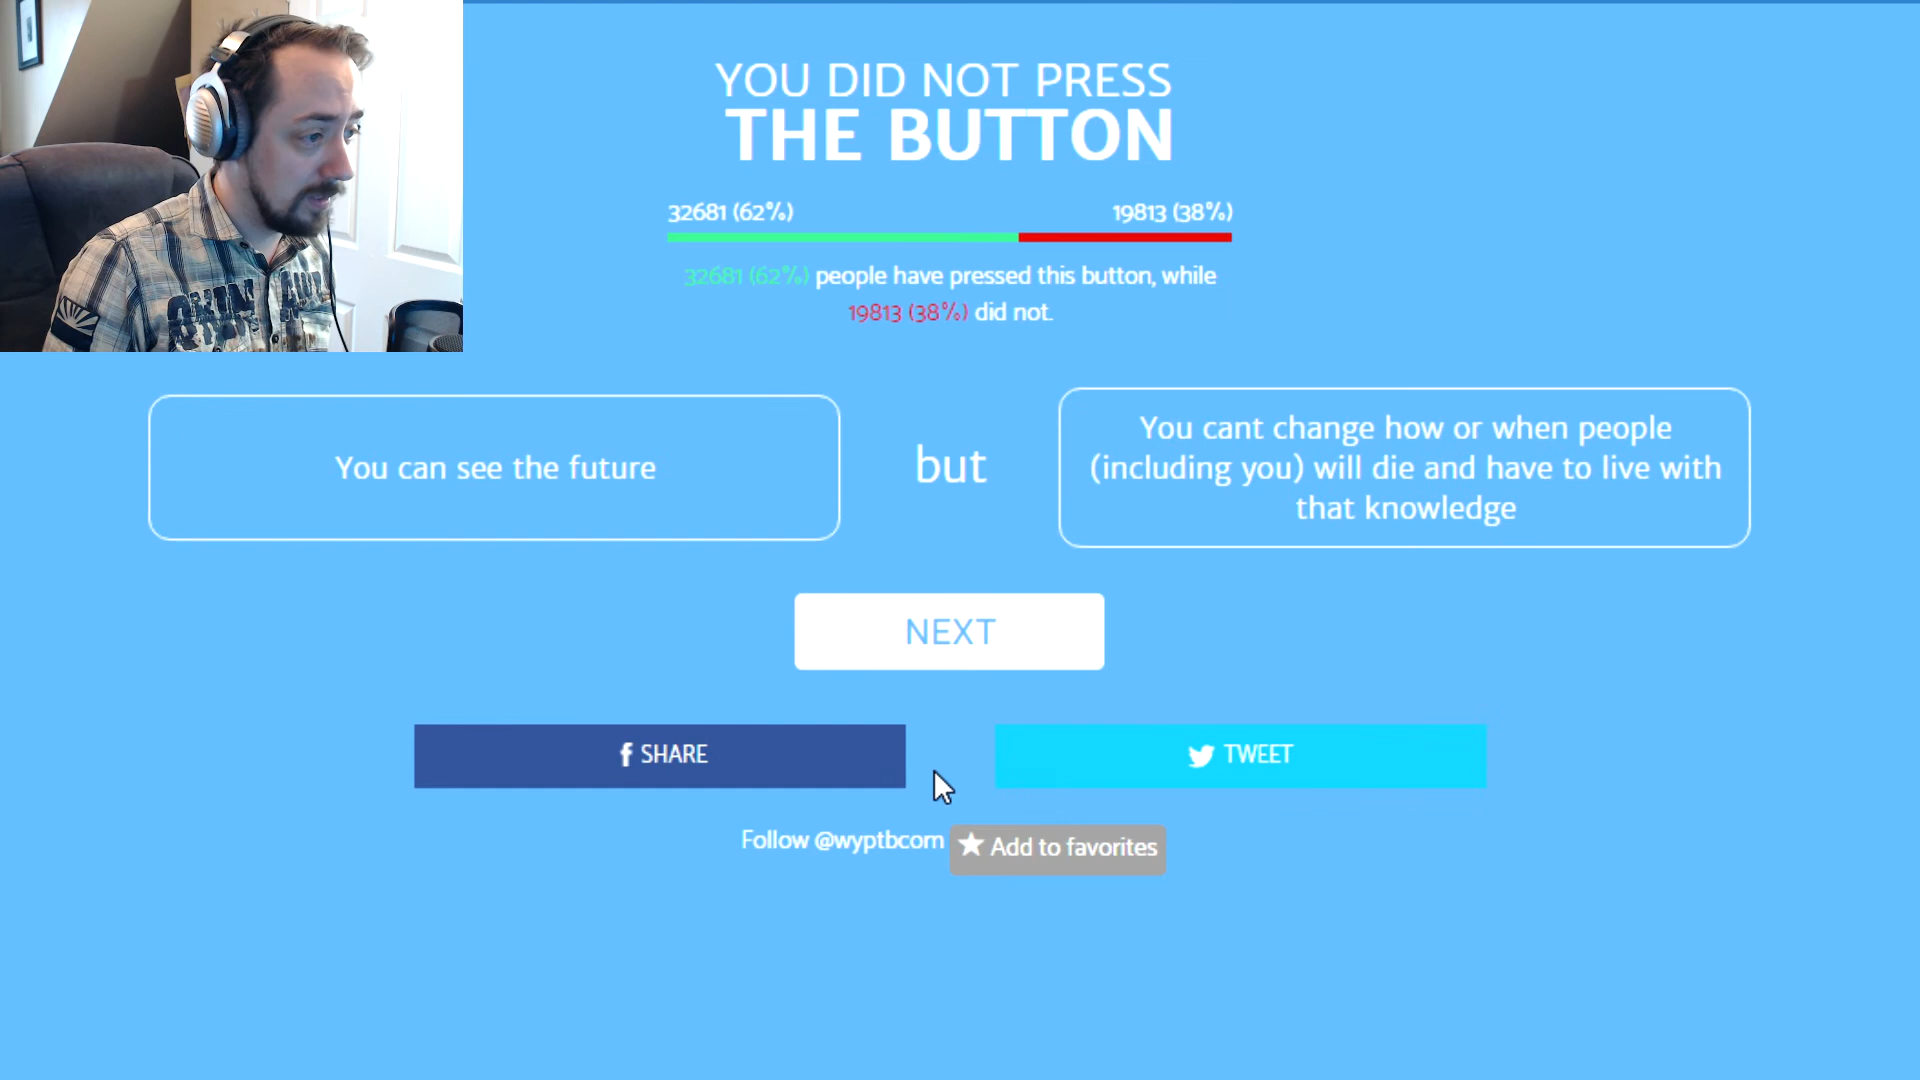 YOU DID NOT PRESS
THE BUTTON
32681 (62%) 19813 (38%)
32681 (62%) people have pressed this button, while
19813 (38%) did not.
You can see the future
but
You cant change how or when people
(including you) will die and have to live with
that knowledge
NEXT
SHARE
TWEET
Follow @wyptbcom
Add to favorites